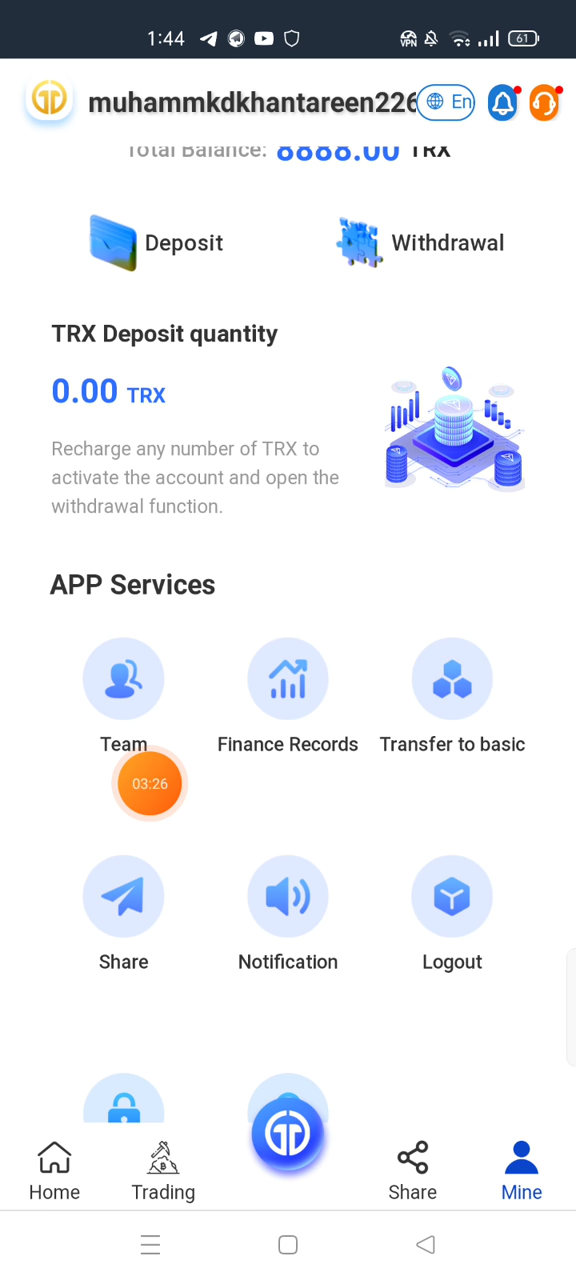 1:44
VPN
61
muhammkdkhantareen226
En
Total Balance: 8888.00 TRX
Deposit
Withdrawal
TRX Deposit quantity
0.00 TRX
Recharge any number of TRX to
activate the account and open the
withdrawal function.
APP Services
Team
Finance Records
Transfer to basic
03:26
Share
Notification
Logout
Home
Trading
Share
Mine